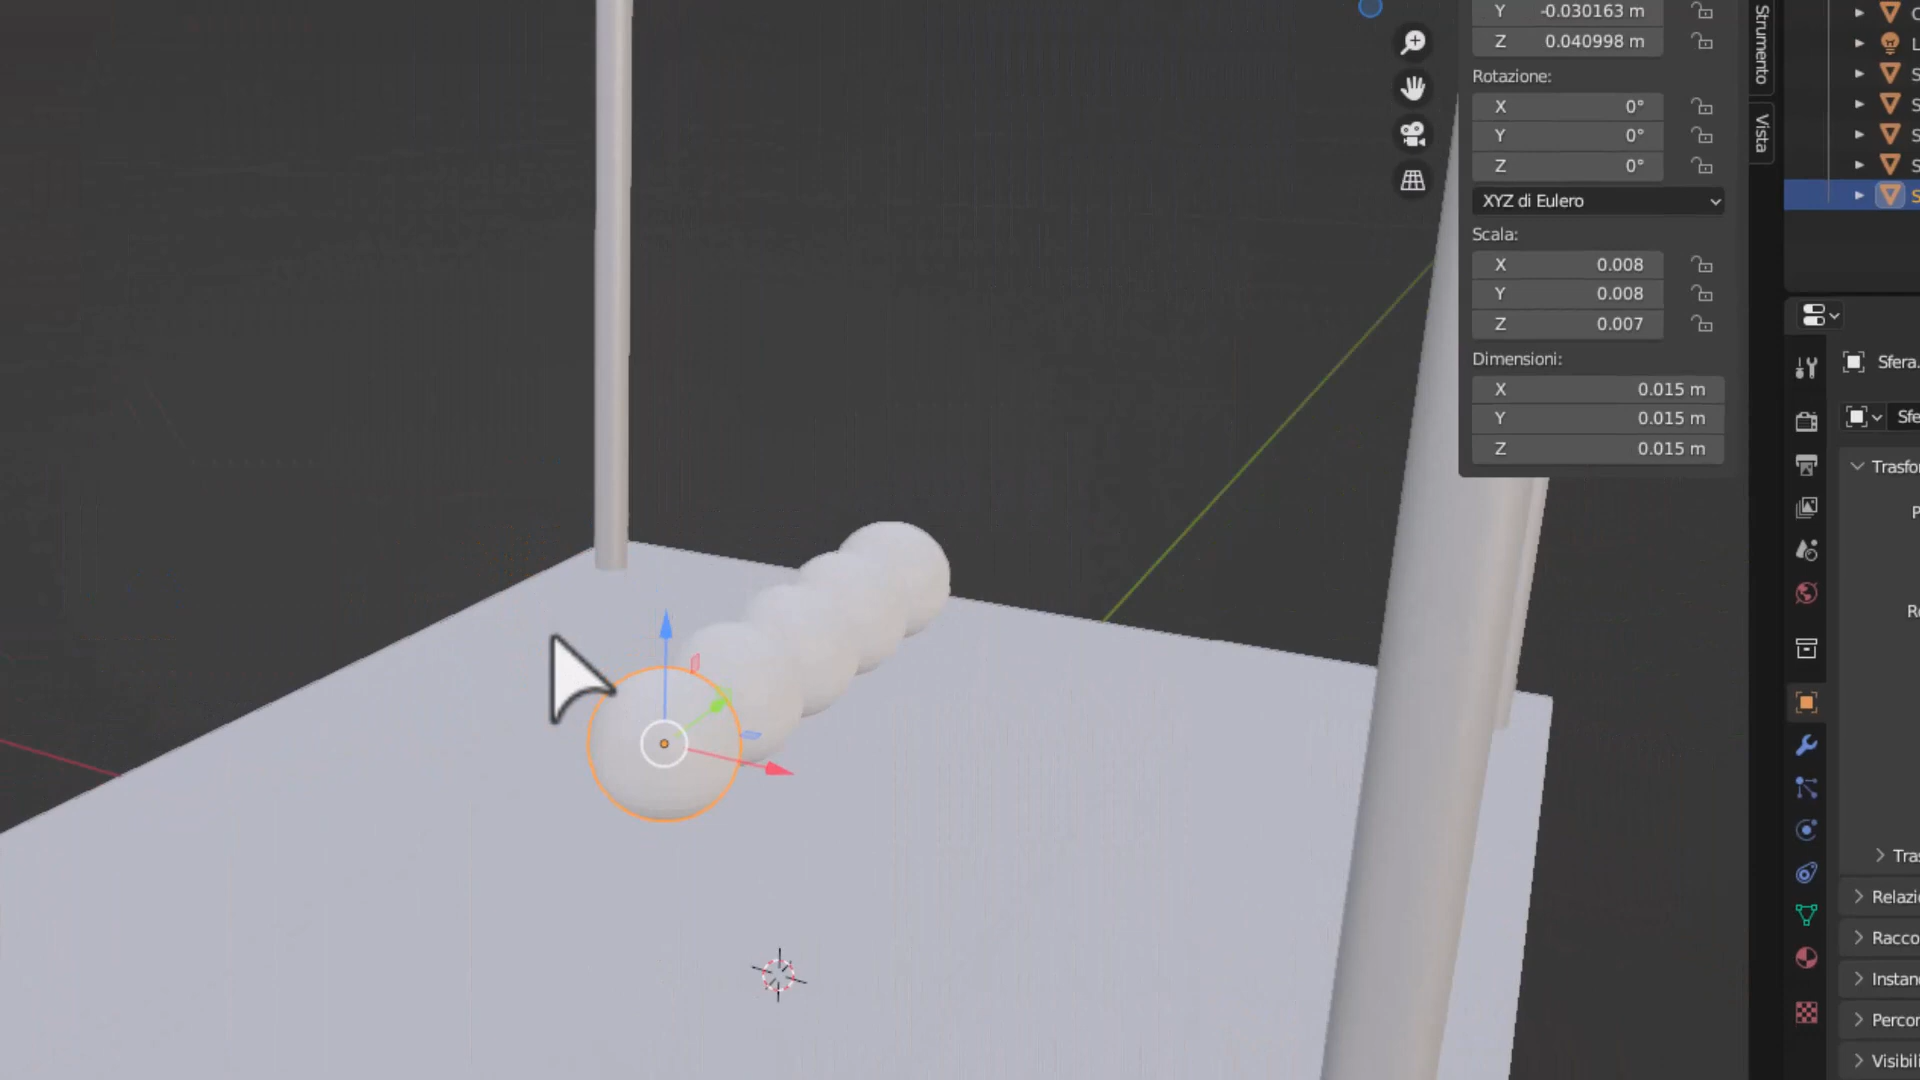 Y -0.030163 m
Z 0.040998 m
Rotazione:
X 0°
Y 0°
Z 0°
XYZ di Eulero
Scala:
X 0.008
Y 0.008
Z 0.007
Dimensioni:
X 0.015 m
Y 0.015 m
Z 0.015 m
Strumento
Vista
C
L
S
S
S
S
S
Sfera.
Sfe
Trasfo
P
R
Tra
Relazi
Racco
Instan
Percor
Visibil